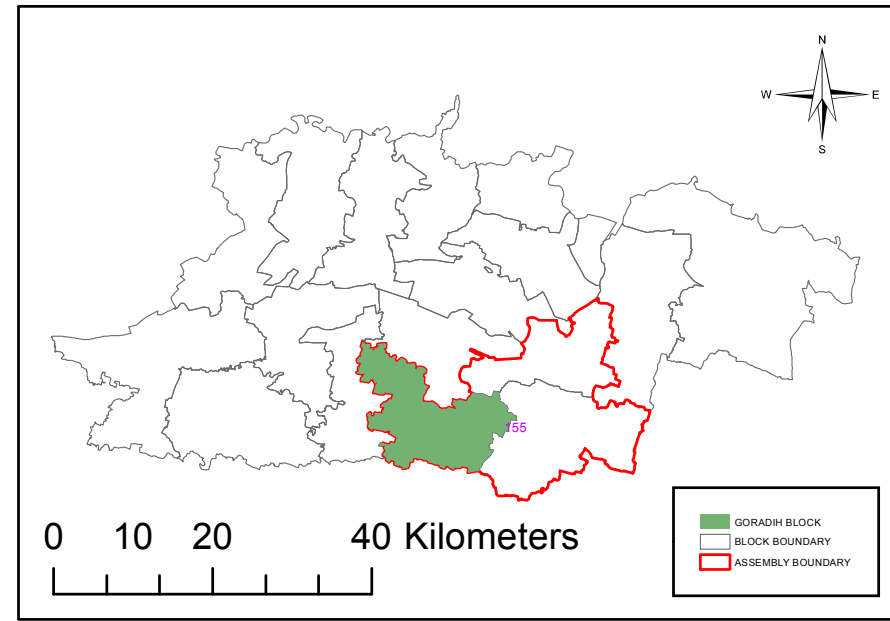 N
W E
S
155
GORADIH BLOCK
BLOCK BOUNDARY
ASSEMBLY BOUNDARY
0 10 20 40 Kilometers